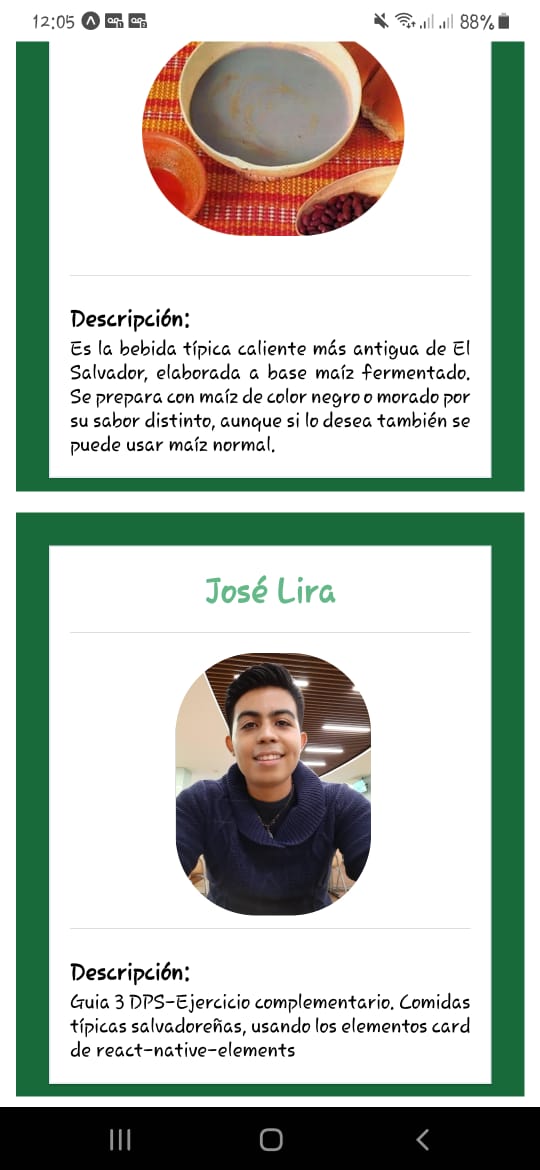 12:05
88%
Descripción:
Es la bebida típica caliente más antigua de El
Salvador, elaborada a base maíz fermentado.
Se prepara con maíz de color negro o morado por
su sabor distinto, aunque si lo desea también se
puede usar maíz normal.
José Lira
Descripción:
Guia 3 DPS-Ejercicio complementario. Comidas
típicas salvadoreñas, usando los elementos card
de react-native-elements